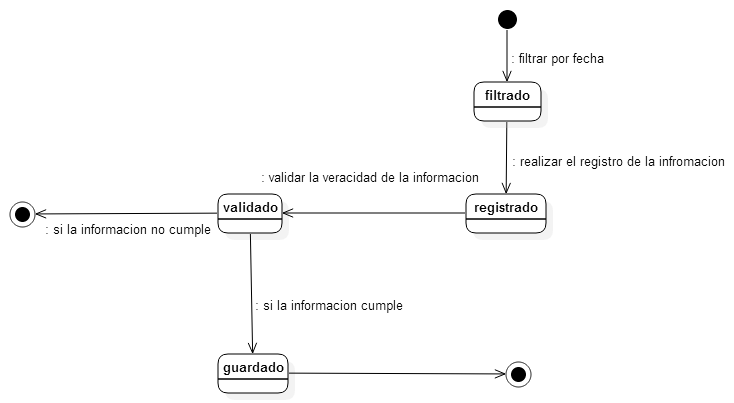 : filtrar por fecha
filtrado
: realizar el registro de la infromacion
: validar la veracidad de la informacion
validado
registrado
: si la informacion no cumple
: si la informacion cumple
guardado